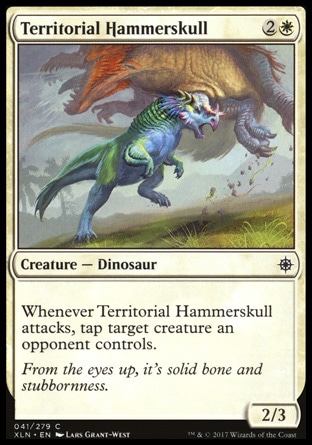 Territorial Hammerskull 2
Creature — Dinosaur
Whenever Territorial Hammerskull
attacks, tap target creature an
opponent controls.
From the eyes up, it's solid bone and
stubbornness.
2/3
041/279 C
XLN • EN Lars Grant-West
™ & © 2017 Wizards of the Coast